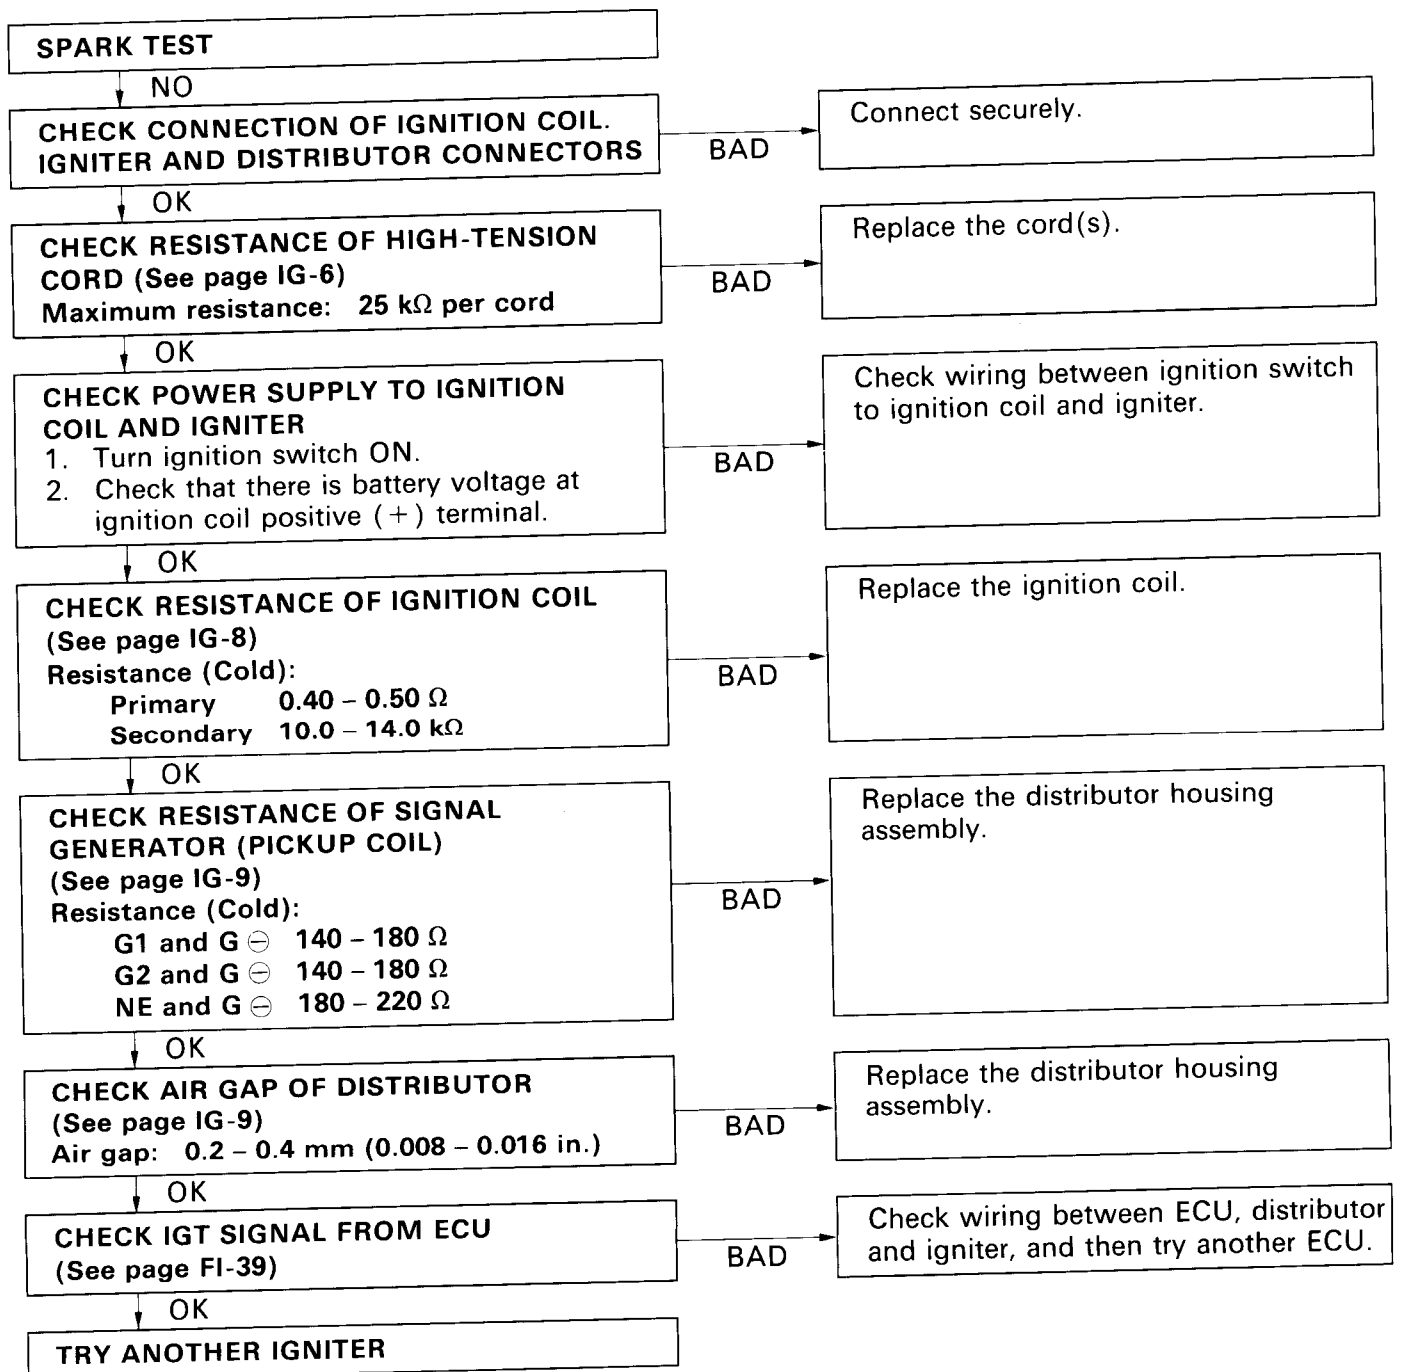 SPARK TEST
NO
CHECK CONNECTION OF IGNITION COIL.
IGNITER AND DISTRIBUTOR CONNECTORS
BAD
Connect securely.
OK
CHECK RESISTANCE OF HIGH-TENSION
CORD (See page IG-6)
Maximum resistance: 25 kΩ per cord
BAD
Replace the cord(s).
OK
CHECK POWER SUPPLY TO IGNITION
COIL AND IGNITER
1. Turn ignition switch ON.
2. Check that there is battery voltage at
ignition coil positive (+) terminal.
BAD
Check wiring between ignition switch
to ignition coil and igniter.
OK
CHECK RESISTANCE OF IGNITION COIL
(See page IG-8)
Resistance (Cold):
Primary 0.40 – 0.50 Ω
Secondary 10.0 – 14.0 kΩ
BAD
Replace the ignition coil.
OK
CHECK RESISTANCE OF SIGNAL
GENERATOR (PICKUP COIL)
(See page IG-9)
Resistance (Cold):
G1 and G ⊖ 140 – 180 Ω
G2 and G ⊖ 140 – 180 Ω
NE and G ⊖ 180 – 220 Ω
BAD
Replace the distributor housing
assembly.
OK
CHECK AIR GAP OF DISTRIBUTOR
(See page IG-9)
Air gap: 0.2 – 0.4 mm (0.008 – 0.016 in.)
BAD
Replace the distributor housing
assembly.
OK
CHECK IGT SIGNAL FROM ECU
(See page FI-39)
BAD
Check wiring between ECU, distributor
and igniter, and then try another ECU.
OK
TRY ANOTHER IGNITER